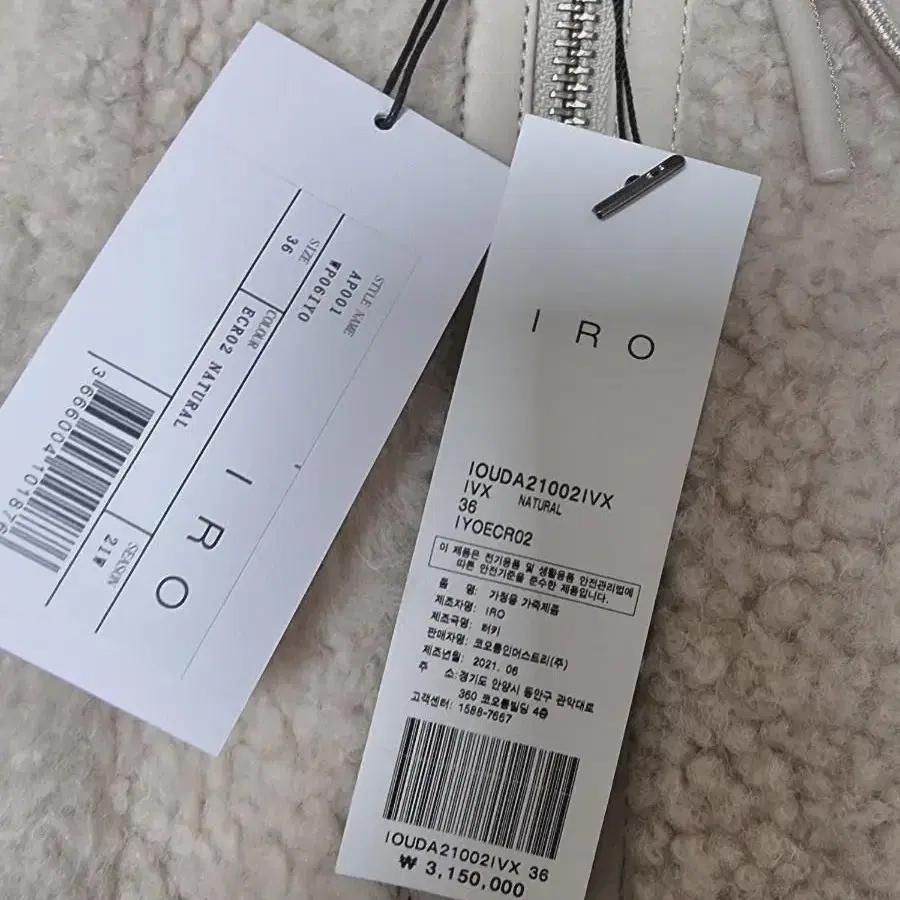 STYLE NAME
AP001
WP06IYO
SIZE
36
COLOUR
ECR02 NATURAL
IRO
SEASON
21W
IRO
IOUDA21002IVX
IVX NATURAL
36
IYOECR02
이 제품은 전기용품 및 생활용품 안전관리법에
따른 안전기준을 준수한 제품입니다.
품 명: 가정용 가죽제품
제조자명: IRO
제조국명: 터키
판매자명: 코오롱인더스트리(주)
제조년월: 2021. 06
주 소: 경기도 안양시 동안구 관악대로
360 코오롱빌딩 4층
고객센터: 1588-7667
IOUDA21002IVX 36
₩ 3,150,000